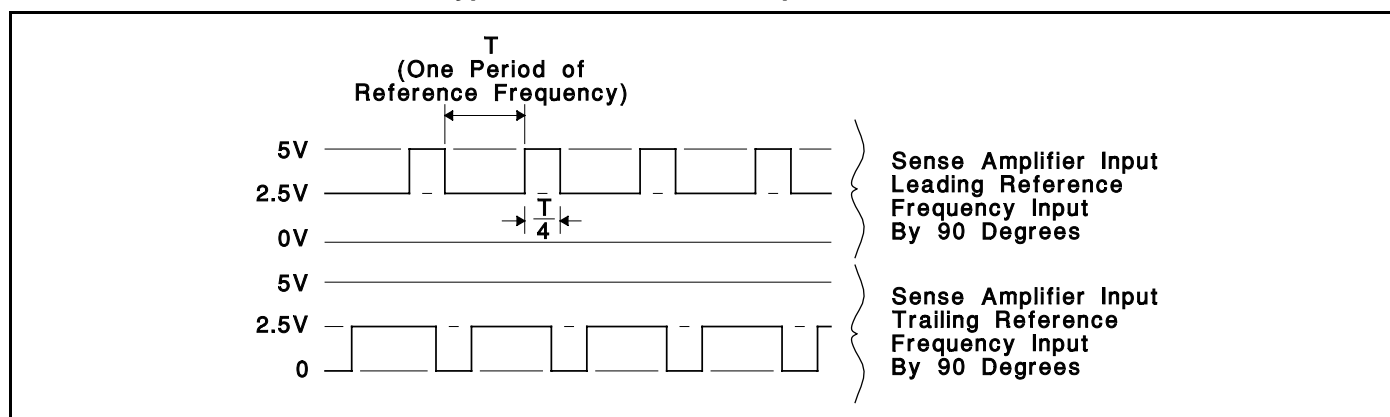 T
(One Period of
Reference Frequency)
5V
2.5V
0V
T
4
Sense Amplifier Input
Leading Reference
Frequency Input
By 90 Degrees
5V
2.5V
0
Sense Amplifier Input
Trailing Reference
Frequency Input
By 90 Degrees